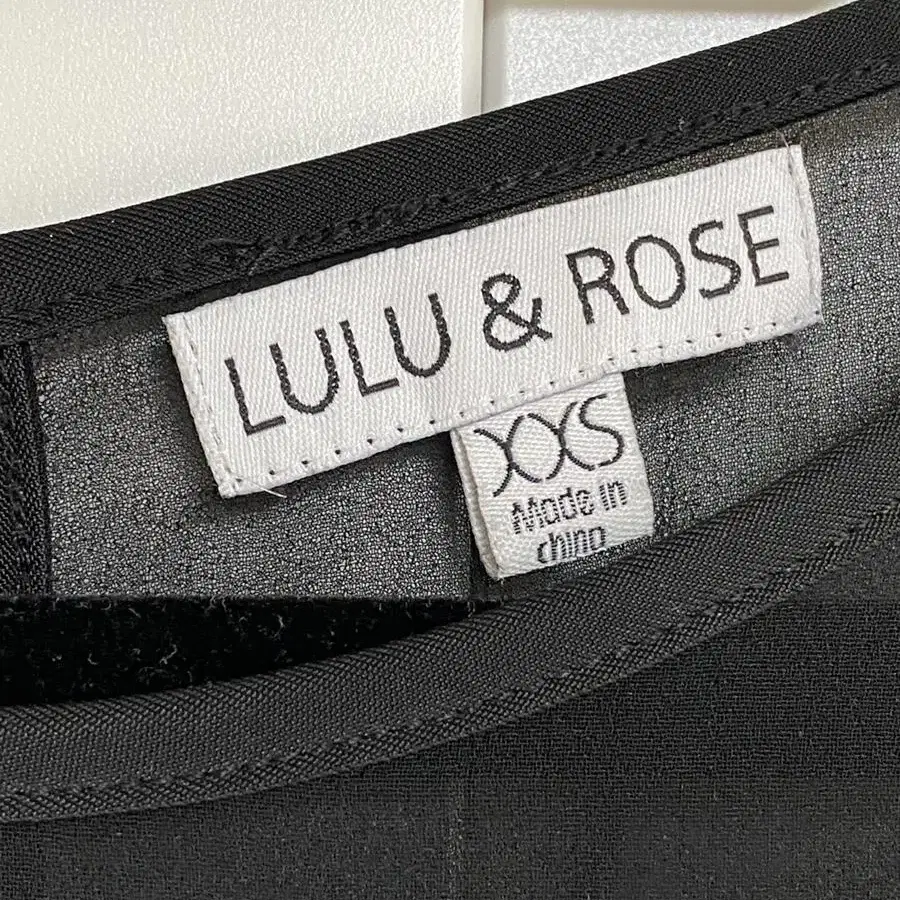 LULU & ROSE
XXS
Made in
china